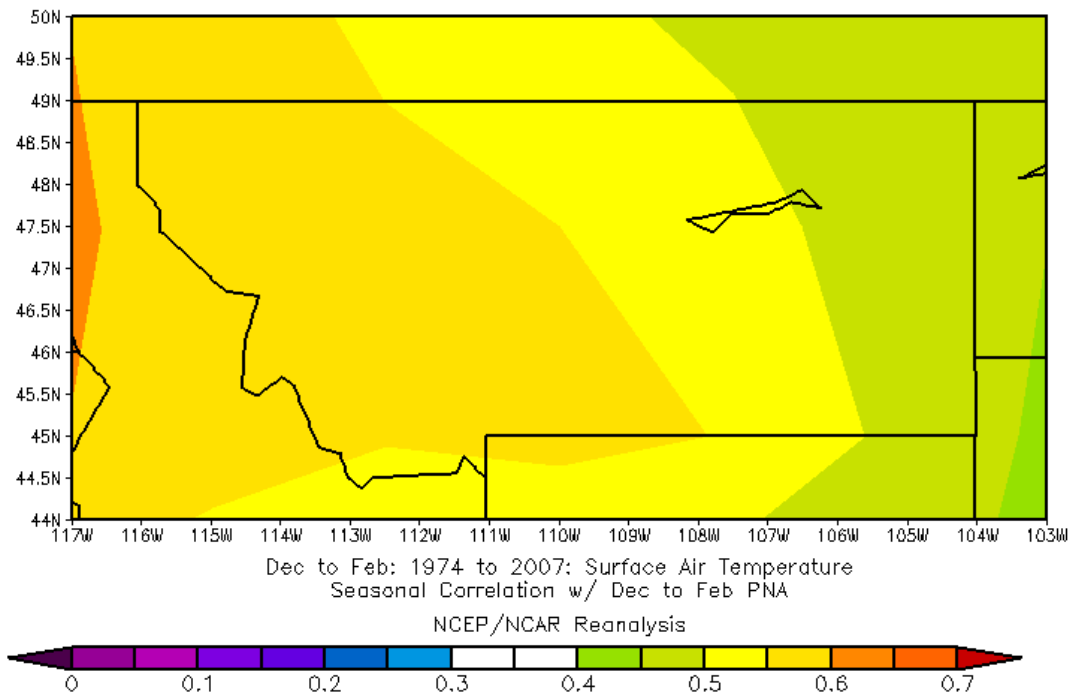 50N
49.5N
49N
48.5N
48N
47.5N
47N
46.5N
46N
45.5N
45N
44.5N
44N
117W 116W 115W 114W 113W 112W 111W 110W 109W 108W 107W 106W 105W 104W 103W
Dec to Feb: 1974 to 2007: Surface Air Temperature
Seasonal Correlation w/ Dec to Feb PNA
NCEP/NCAR Reanalysis
0 0.1 0.2 0.3 0.4 0.5 0.6 0.7